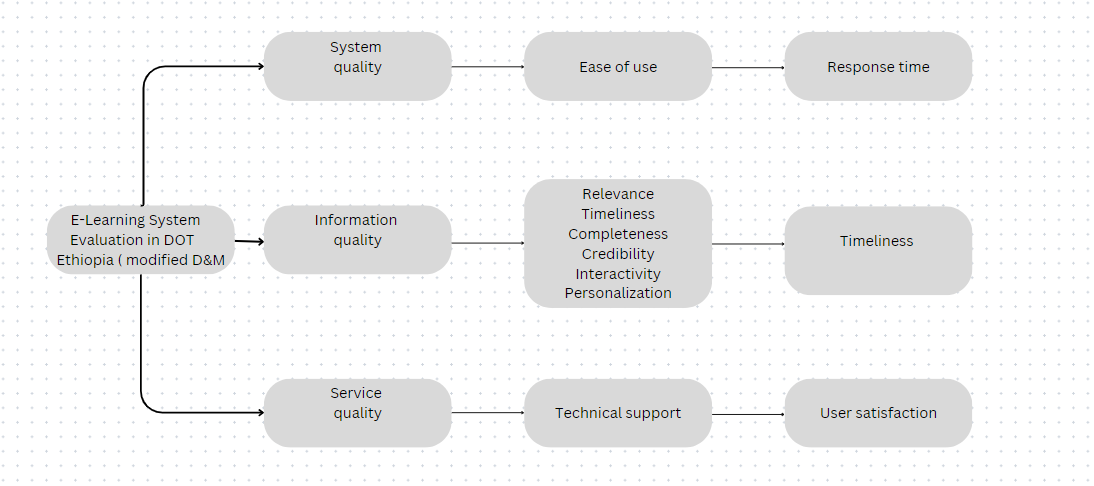 System
quality
Ease of use
Response time
E-Learning System
Evaluation in DOT
Ethiopia ( modified D&M
Information
quality
Relevance
Timeliness
Completeness
Credibility
Interactivity
Personalization
Timeliness
Service
quality
Technical support
User satisfaction